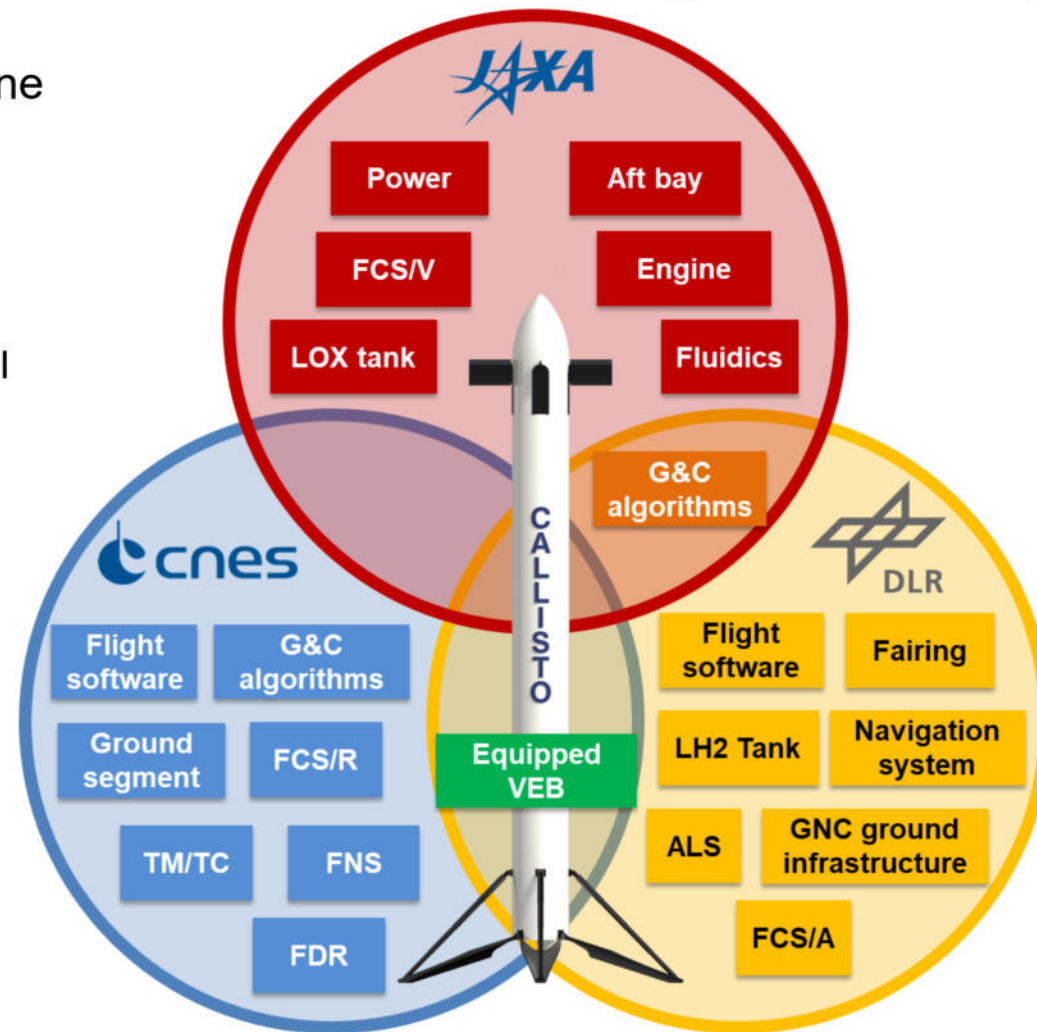 ne
JAXA
Power
Aft bay
FCS/V
Engine
LOX tank
Fluidics
l
G&C
algorithms
CALLISTO
cnes
DLR
Flight
software
G&C
algorithms
Flight
software
Fairing
Ground
segment
FCS/R
Equipped
VEB
LH2 Tank
Navigation
system
TM/TC
FNS
ALS
GNC ground
infrastructure
FDR
FCS/A